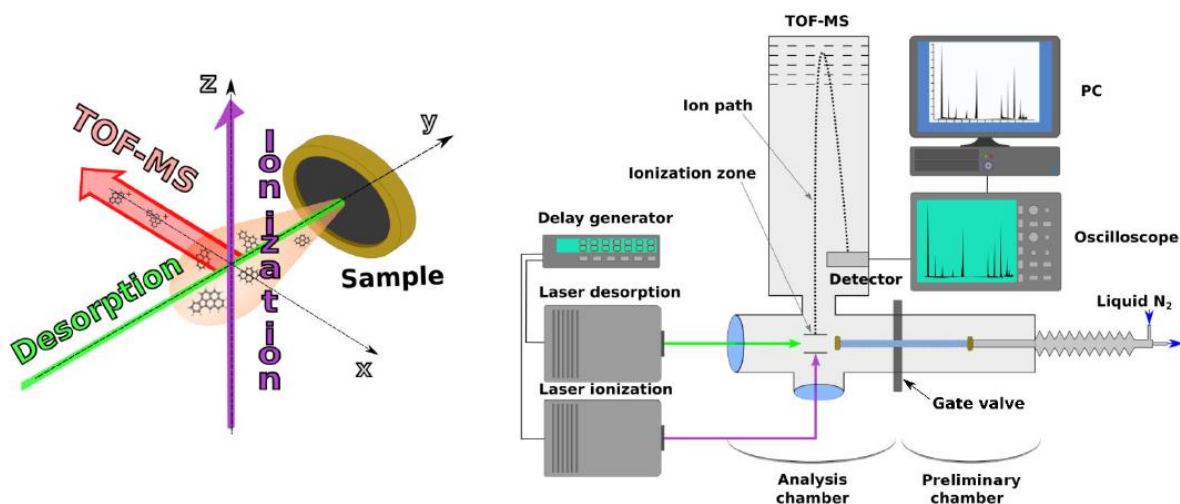 z
y
x
TOF-MS
Ionization
Desorption
Sample
TOF-MS
PC
Ion path
Ionization zone
Delay generator
Oscilloscope
Detector
Laser desorption
Liquid N₂
Laser ionization
Gate valve
Analysis
chamber
Preliminary
chamber